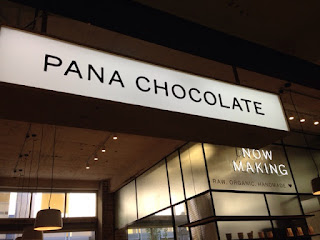 PANA CHOCOLATE
NOW
MAKING
RAW. ORGANIC. HANDMADE ♥